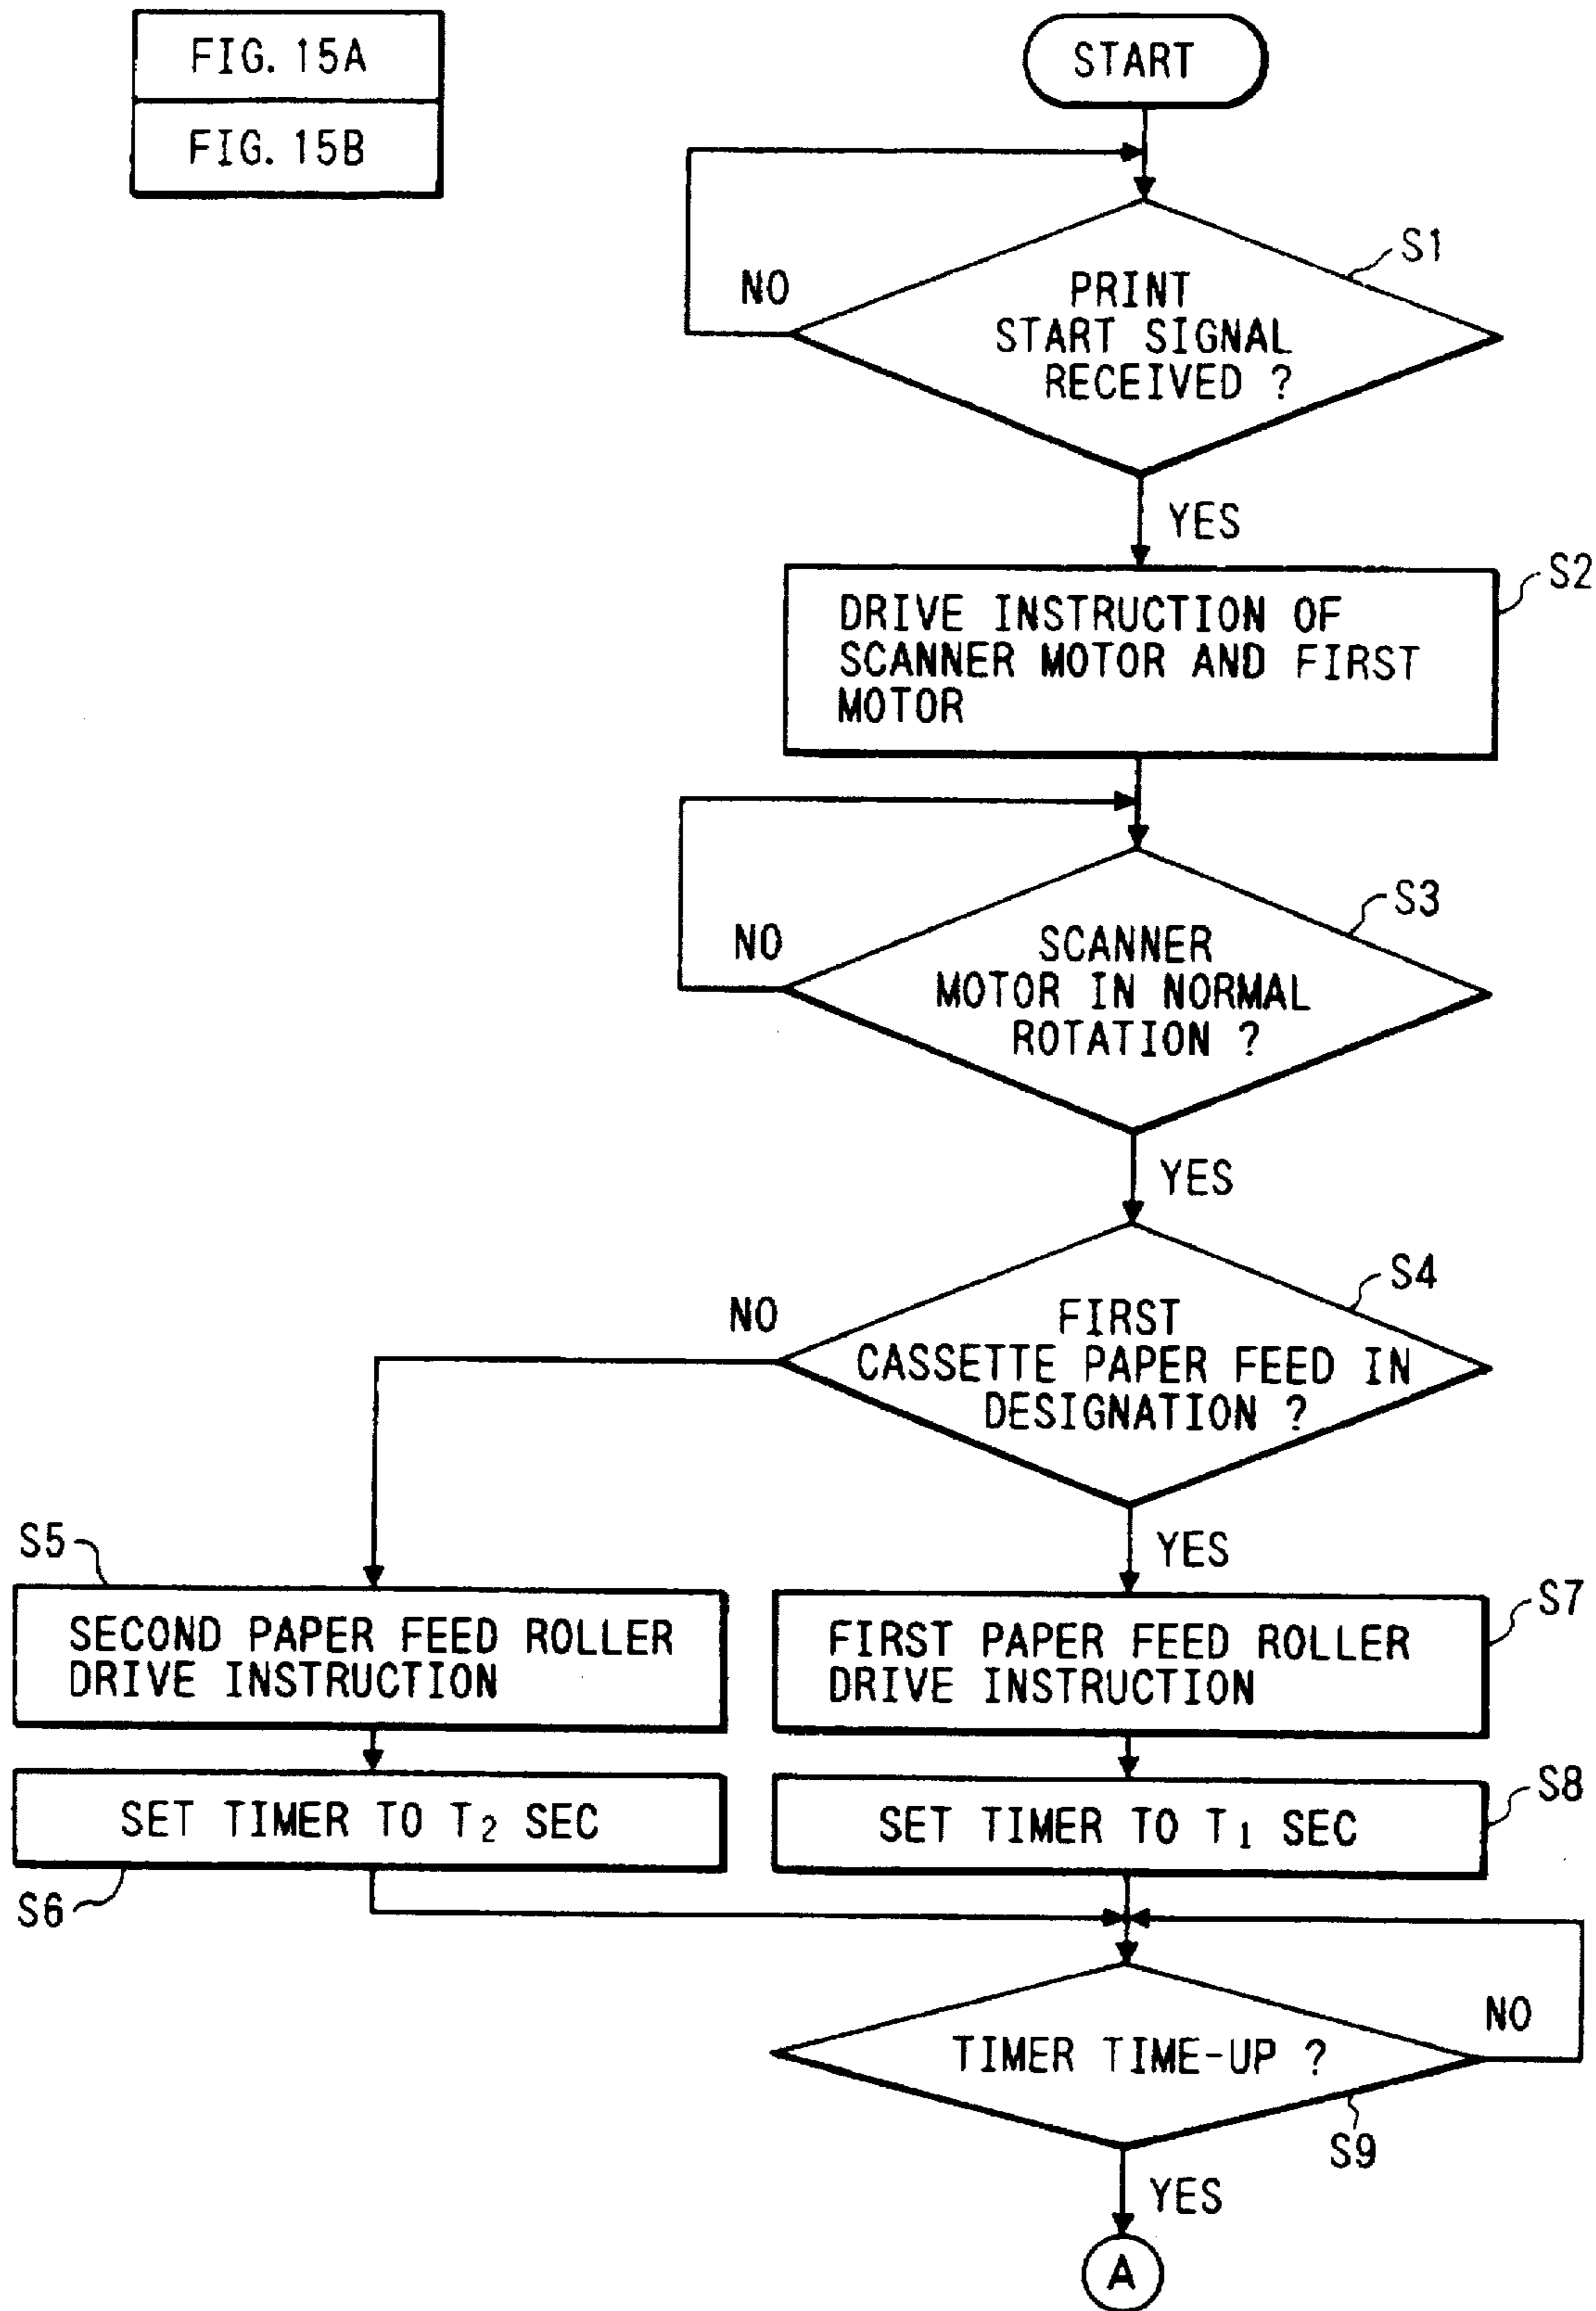 FIG. 15A
FIG. 15B
START
S1
NO
PRINT
START SIGNAL
RECEIVED ?
YES
S2
DRIVE INSTRUCTION OF
SCANNER MOTOR AND FIRST
MOTOR
S3
NO
SCANNER
MOTOR IN NORMAL
ROTATION ?
YES
S4
NO
FIRST
CASSETTE PAPER FEED IN
DESIGNATION ?
YES
S5
SECOND PAPER FEED ROLLER
DRIVE INSTRUCTION
S7
FIRST PAPER FEED ROLLER
DRIVE INSTRUCTION
SET TIMER TO T2 SEC
S6
S8
SET TIMER TO T1 SEC
NO
TIMER TIME-UP ?
S9
YES
A